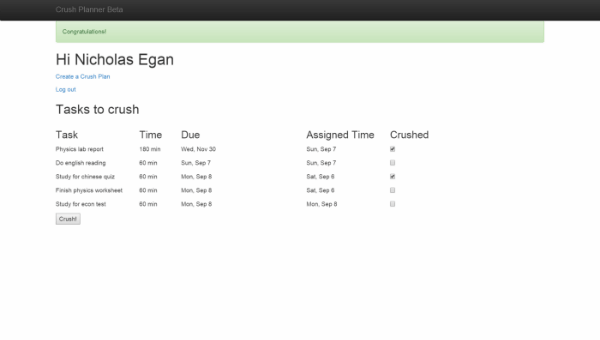 Crush Planner Beta
Congratulations!
Hi Nicholas Egan
Create a Crush Plan
Log out
Tasks to crush
Task Time Due Assigned Time Crushed
Physics lab report 180 min Wed, Nov 30 Sun, Sep 7
Do english reading 60 min Sun, Sep 7 Sun, Sep 7
Study for chinese quiz 60 min Mon, Sep 8 Sat, Sep 6
Finish physics worksheet 60 min Mon, Sep 8 Sat, Sep 6
Study for econ test 60 min Mon, Sep 8 Mon, Sep 8
Crush!